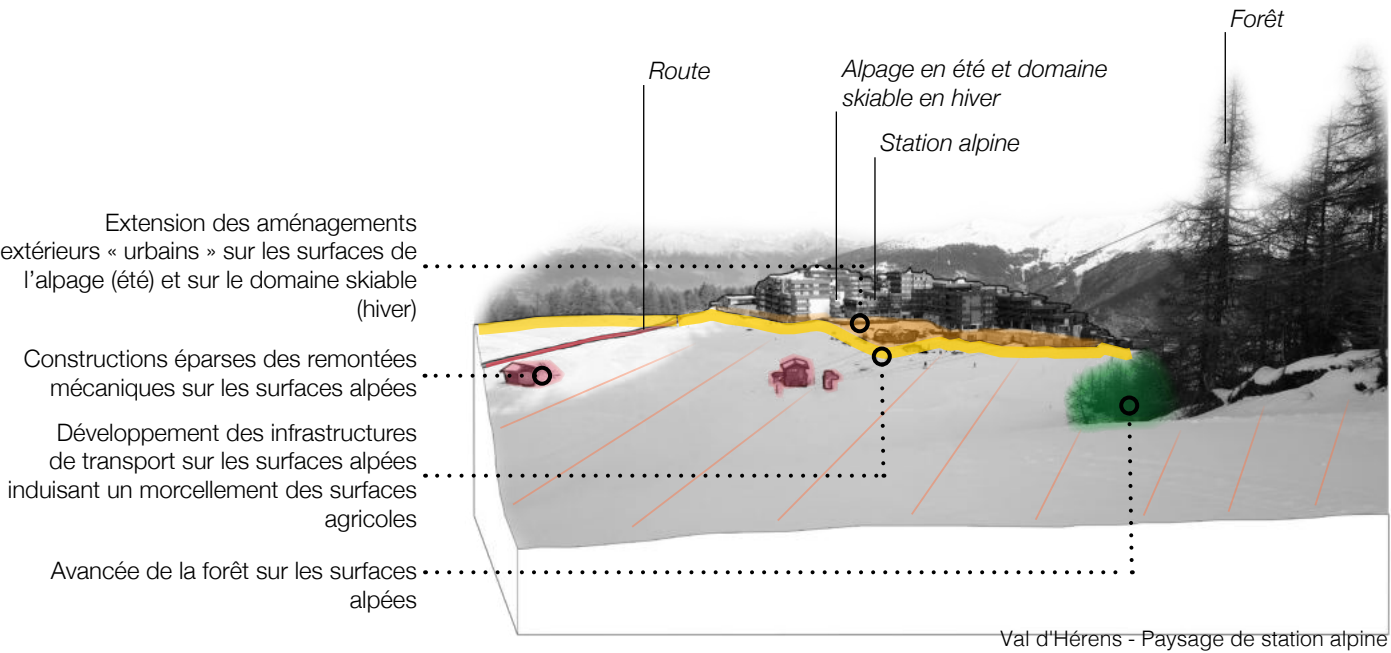 Forêt
Route
Alpage en été et domaine
skiable en hiver
Station alpine
Extension des aménagements
extérieurs « urbains » sur les surfaces de
l’alpage (été) et sur le domaine skiable
(hiver)
Constructions éparses des remontées
mécaniques sur les surfaces alpées
Développement des infrastructures
de transport sur les surfaces alpées
induisant un morcellement des surfaces
agricoles
Avancée de la forêt sur les surfaces
alpées
Val d'Hérens - Paysage de station alpine